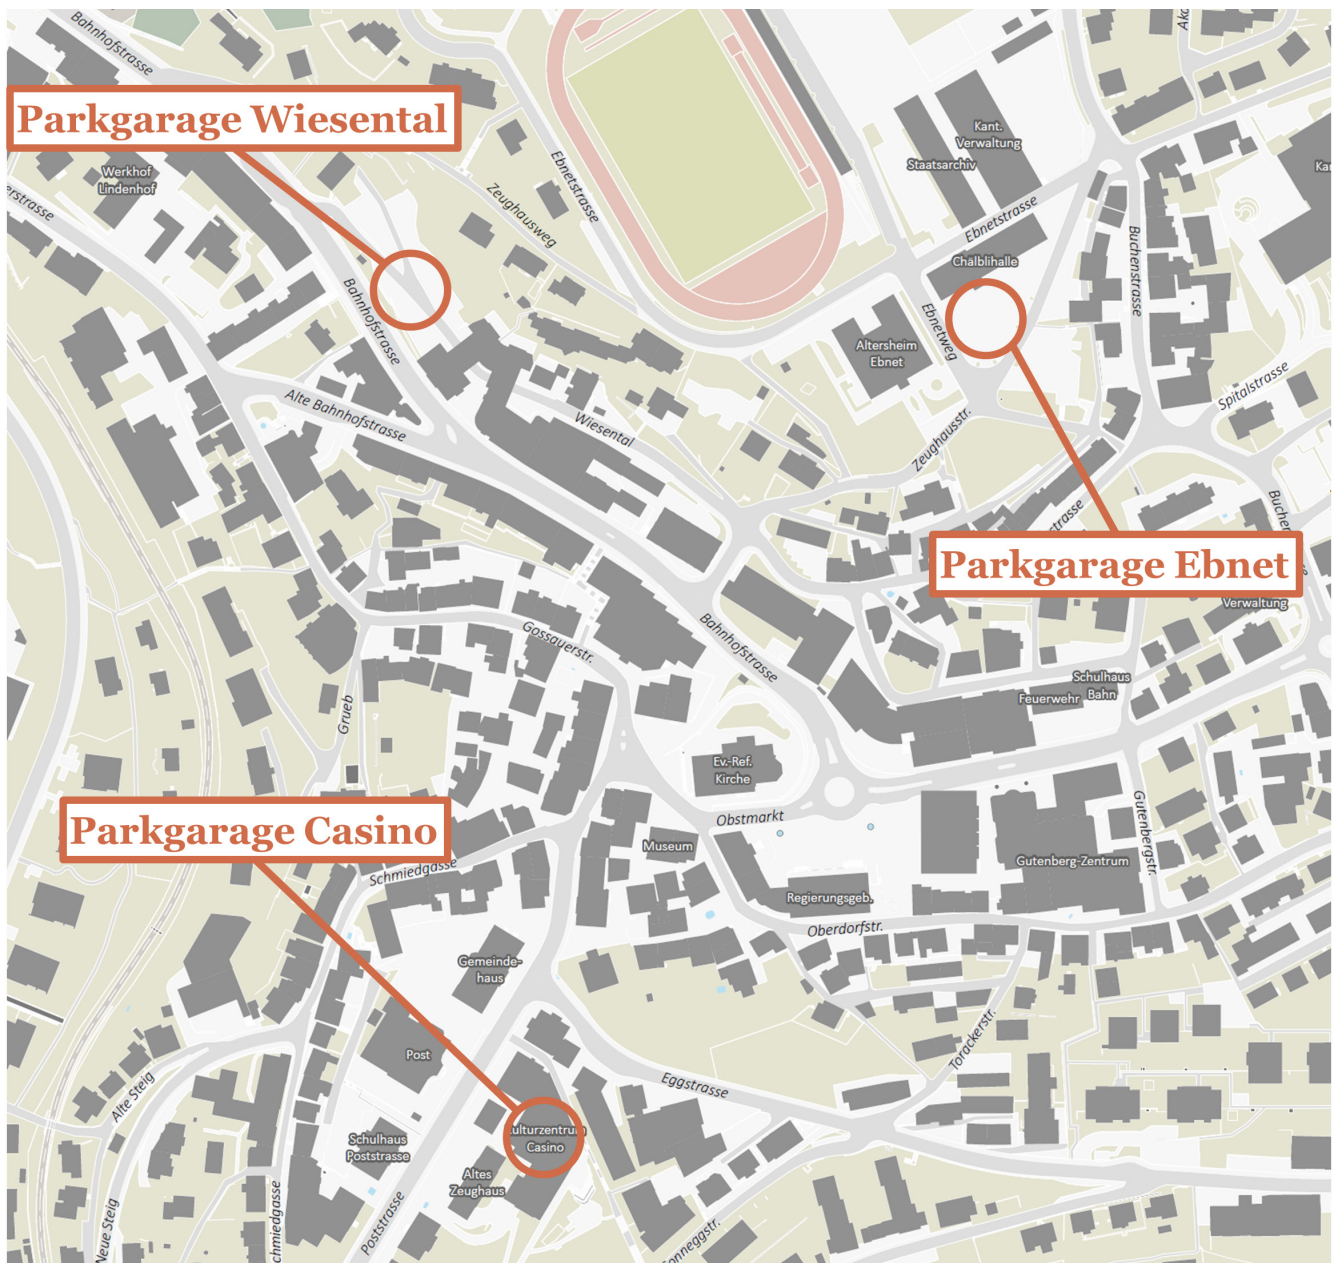 Bahnhofstrasse
Parkgarage Wiesental
Werkhof
Lindenhof
erstrasse
Ebnetstrasse
Zeughausweg
Kant.
Verwaltung
Staatsarchiv
Ebnetstrasse
Chälblihalle
Buchenstrasse
Bahnhofstrasse
Ebnetweg
Altersheim
Ebnet
Spitalstrasse
Alte Bahnhofstrasse
Wiesental
Zeughausstr.
strasse
Parkgarage Ebnet
Verwaltung
Gossauerstr.
Bahnhofstrasse
Schulhaus
Bahn
Feuerwehr
Grueb
Ev.-Ref.
Kirche
Parkgarage Casino
Obstmarkt
Gutenbergstr.
Museum
Gutenberg-Zentrum
Schmiedgasse
Regierungsgeb.
Oberdorfstr.
Gemeinde-
haus
Post
Torackerstr.
Eggstrasse
Alte Steig
Schulhaus
Poststrasse
ulturzentru
Casino
Altes
Zeughaus
Neue Steig
chmiedgasse
Poststrasse
onneggstr.